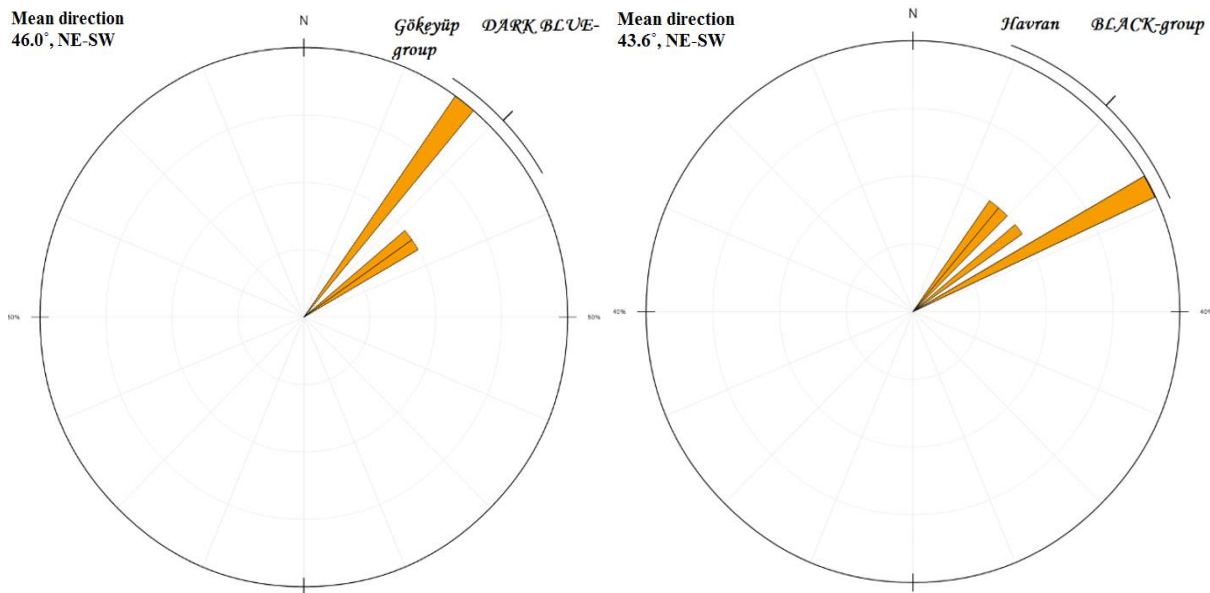 Mean direction
46.0°, NE-SW
N
Gökeyüp DARK BLUE-
group
50%
50%
Mean direction
43.6°, NE-SW
N
Havran BLACK-group
40%
40%